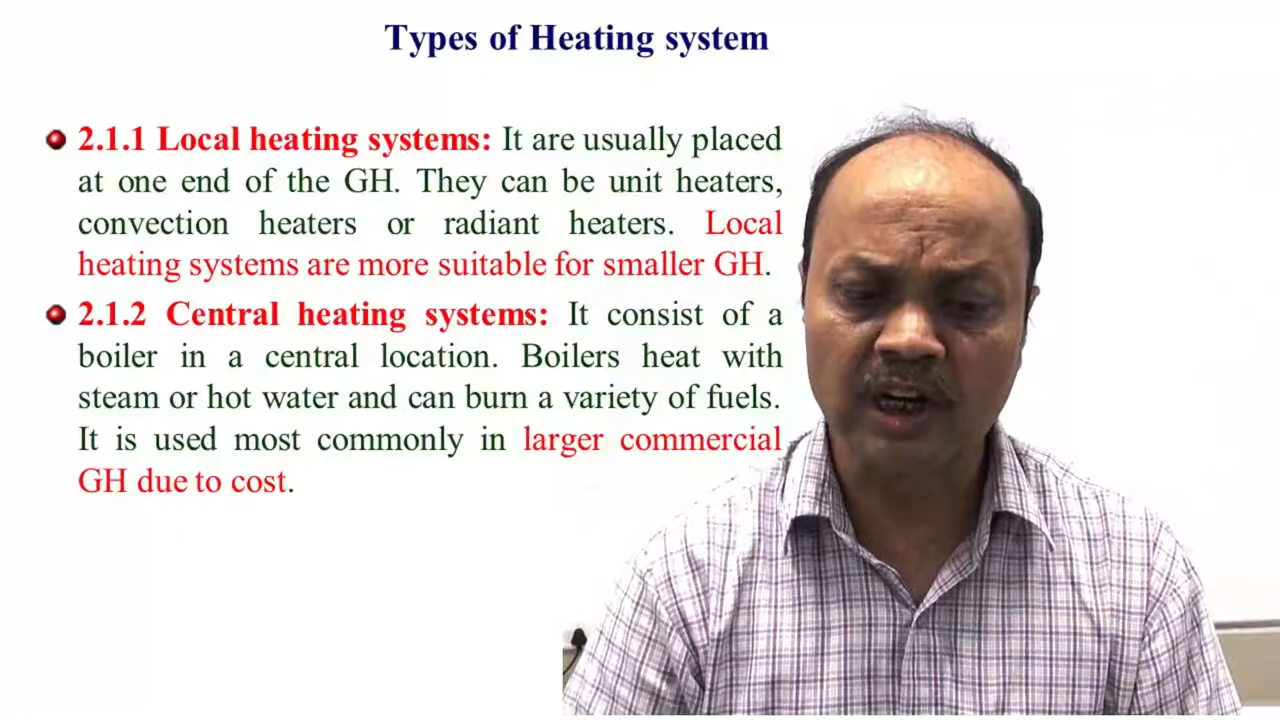 Types of Heating system
2.1.1 Local heating systems: It are usually placed
at one end of the GH. They can be unit heaters,
convection heaters or radiant heaters. Local
heating systems are more suitable for smaller GH.
2.1.2 Central heating systems: It consist of a
boiler in a central location. Boilers heat with
steam or hot water and can burn a variety of fuels.
It is used most commonly in larger commercial
GH due to cost.